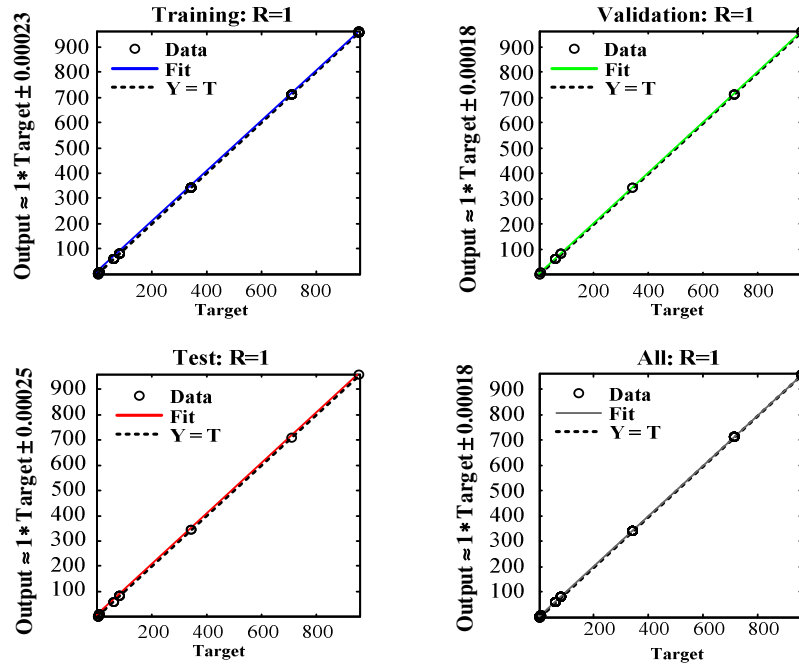 Training: R=1
Output ≈ 1* Target ± 0.00023
900
800
700
600
500
400
300
200
100
Data
Fit
Y = T
200
400
600
800
Target
Validation: R=1
Output ≈ 1* Target ± 0.00018
900
800
700
600
500
400
300
200
100
Data
Fit
Y = T
200
400
600
800
Target
Test: R=1
Output ≈ 1* Target ± 0.00025
900
800
700
600
500
400
300
200
100
Data
Fit
Y = T
200
400
600
800
Target
All: R=1
Output ≈ 1* Target ± 0.00018
900
800
700
600
500
400
300
200
100
Data
Fit
Y = T
200
400
600
800
Target